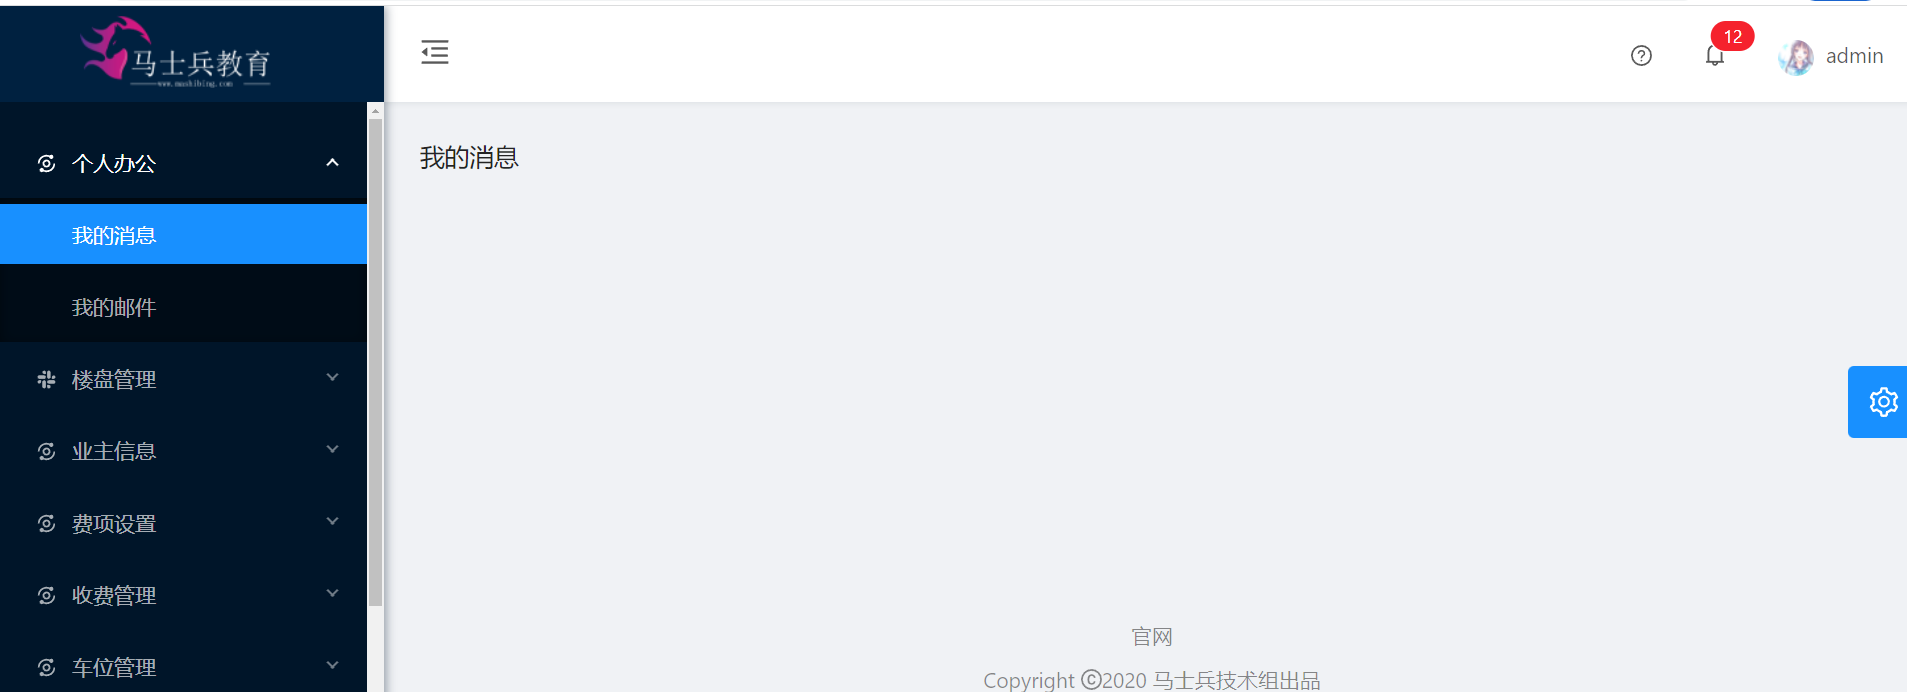 马士兵教育
www.mashibing.com
12
admin
个人办公
我的消息
我的邮件
楼盘管理
业主信息
费项设置
收费管理
车位管理
我的消息
官网
Copyright ©2020 马士兵技术组出品